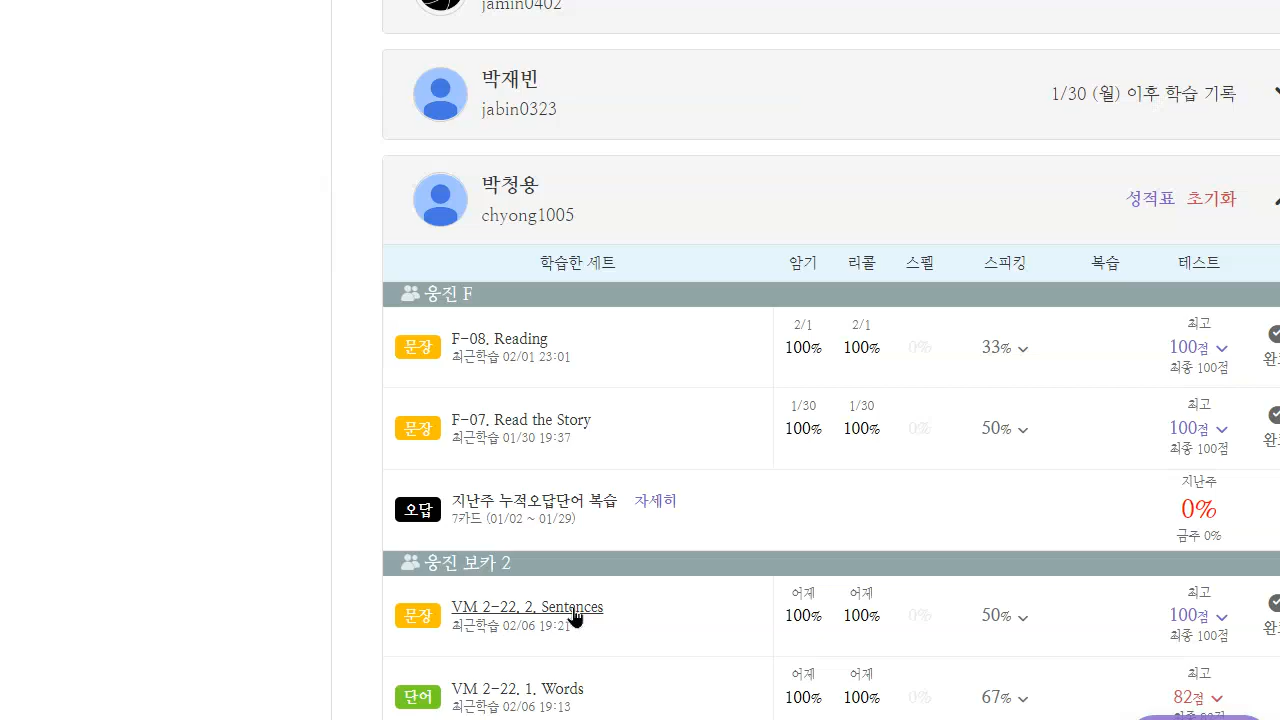 jamin0402
박재빈
jabin0323
1/30 (월) 이후 학습 기록
박청용
chyong1005
성적표 초기화
학습한 세트 암기 리콜 스펠 스피킹 복습 테스트
웅진 F
문장 F-08. Reading
최근학습 02/01 23:01
2/1 2/1 최고
100% 100% 0% 33% 100점
최종 100점
문장 F-07. Read the Story
최근학습 01/30 19:37
1/30 1/30 최고
100% 100% 0% 50% 100점
최종 100점
오답 지난주 누적오답단어 복습 자세히
7카드 (01/02 ~ 01/29)
지난주
0%
금주 0%
웅진 보카 2
문장 VM 2-22. 2. Sentences
최근학습 02/06 19:21
어제 어제 최고
100% 100% 0% 50% 100점
최종 100점
단어 VM 2-22. 1. Words
최근학습 02/06 19:13
어제 어제 최고
100% 100% 0% 67% 82점